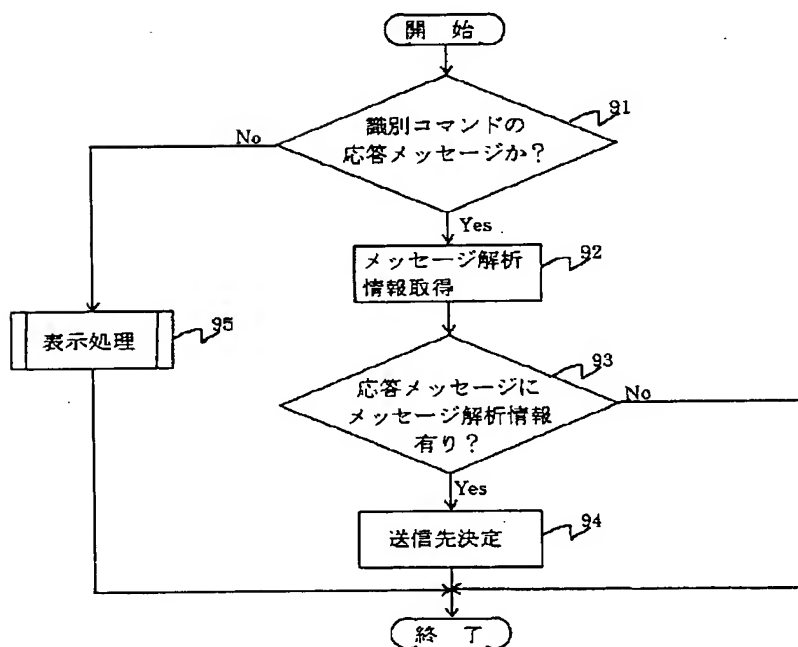 開 始
識別コマンドの
応答メッセージか?
91
No
Yes
メッセージ解析
情報取得
92
表示処理
95
応答メッセージに
メッセージ解析情報
有り?
93
No
Yes
送信先決定
94
終 了